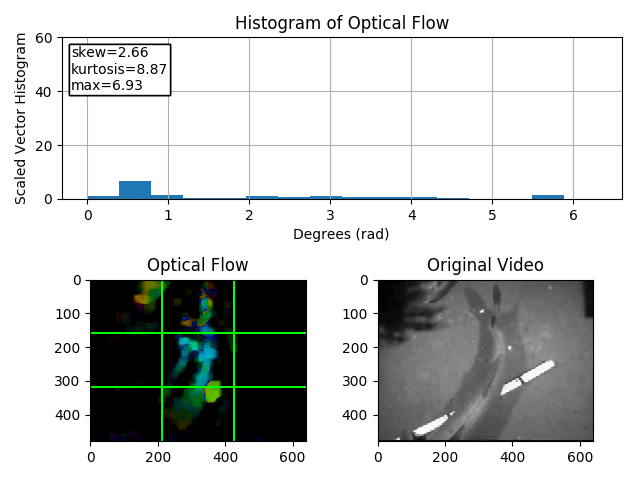 Histogram of Optical Flow
Scaled Vector Histogram
60
40
20
0
skew=2.66
kurtosis=8.87
max=6.93
0 1 2 3 4 5 6
Degrees (rad)
Optical Flow
0
100
200
300
400
0 200 400 600
Original Video
0
100
200
300
400
0 200 400 600